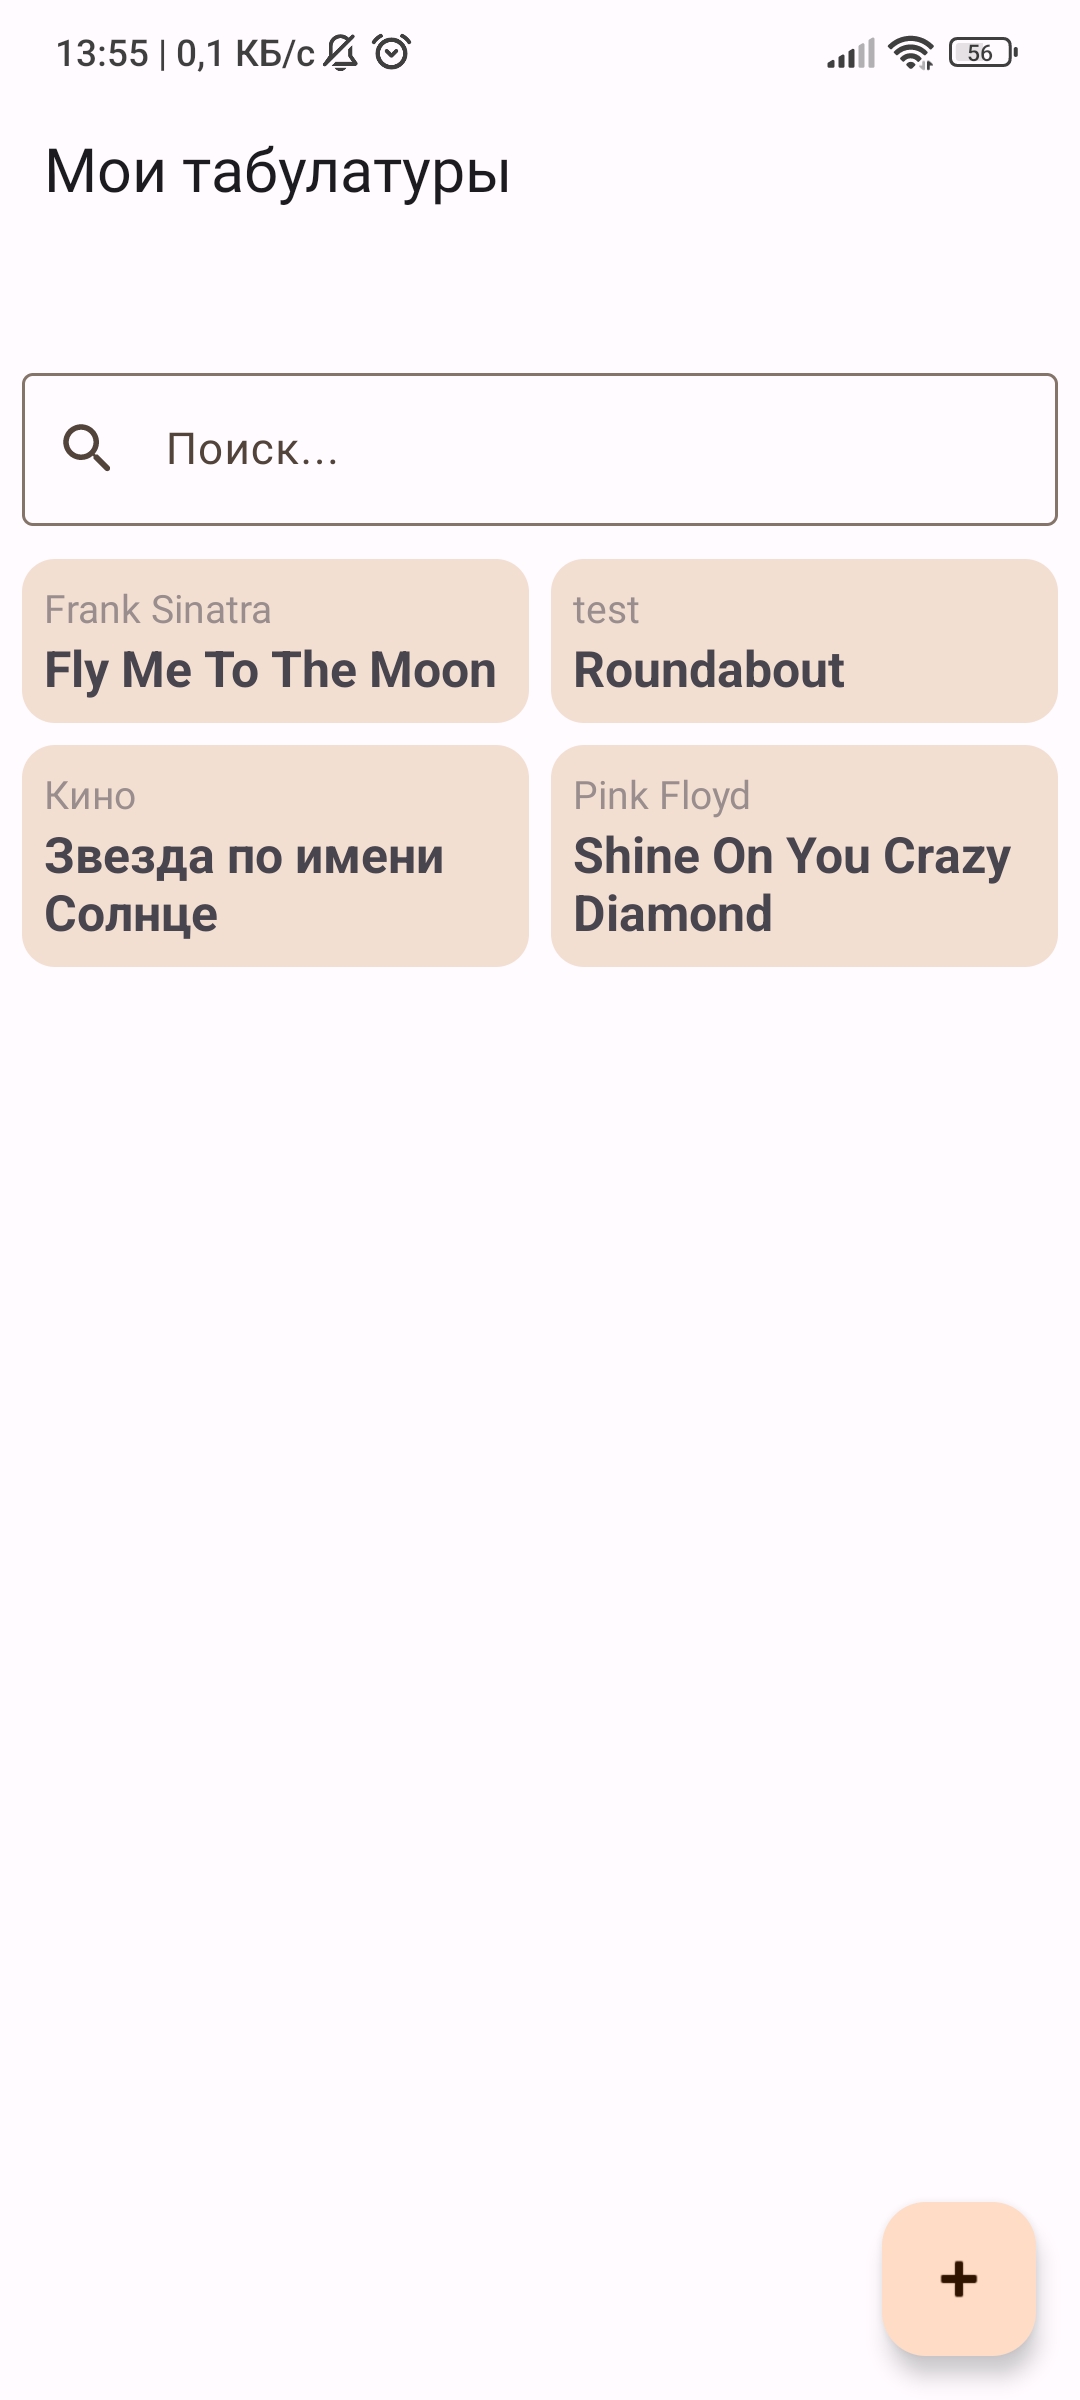 13:55 | 0,1 КБ/с
56
Мои табулатуры
Поиск...
Frank Sinatra
Fly Me To The Moon
test
Roundabout
Кино
Звезда по имени
Солнце
Pink Floyd
Shine On You Crazy
Diamond